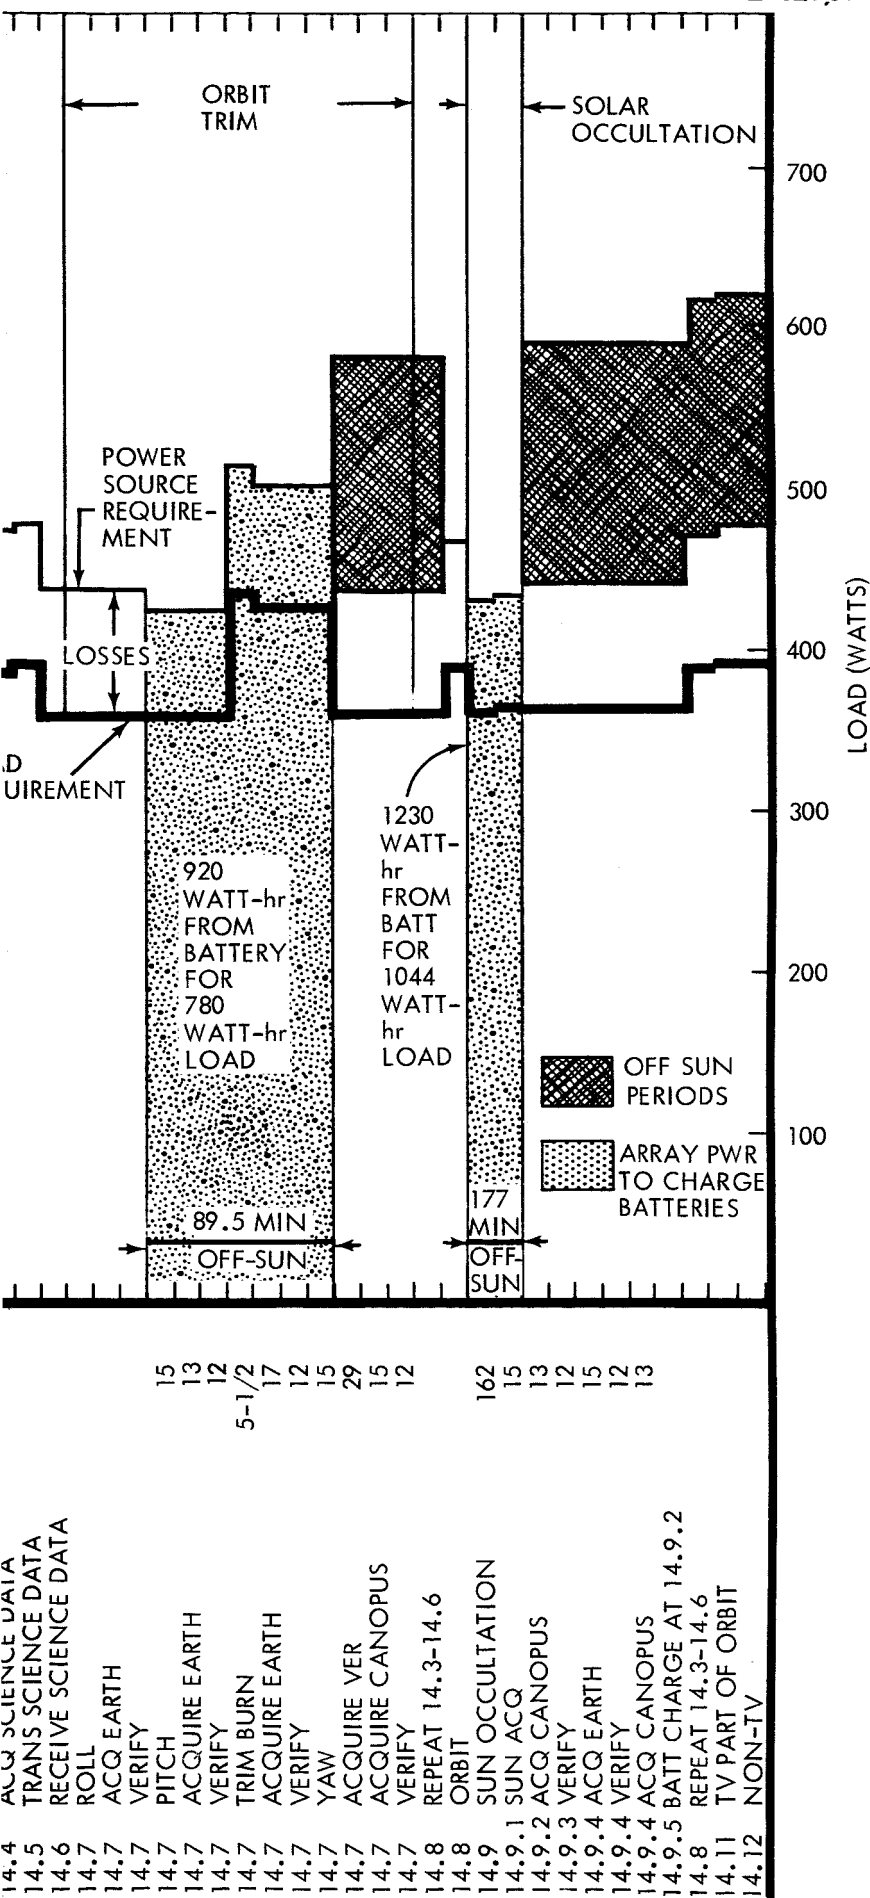 ORBIT
TRIM
SOLAR
OCCULTATION
700
600
POWER
SOURCE
REQUIRE-
MENT
500
LOSSES
400
LOAD (WATTS)
UIREMENT
300
1230
WATT-
hr
FROM
BATT
FOR
1044
WATT-
hr
LOAD
920
WATT-hr
FROM
BATTERY
FOR
780
WATT-hr
LOAD
200
OFF SUN
PERIODS
100
ARRAY PWR
TO CHARGE
BATTERIES
89.5 MIN
OFF-SUN
177
MIN
OFF-
SUN
14.4 ACQ SCIENCE DATA
14.5 TRANS SCIENCE DATA
14.6 RECEIVE SCIENCE DATA
14.7 ROLL
14.7 ACQ EARTH
14.7 VERIFY
14.7 PITCH 15
14.7 ACQUIRE EARTH 13
14.7 VERIFY 12
14.7 TRIM BURN 5-1/2
14.7 ACQUIRE EARTH 17
14.7 VERIFY 12
14.7 YAW 15
14.7 ACQUIRE VER 29
14.7 ACQUIRE CANOPUS 15
14.7 VERIFY 12
14.8 REPEAT 14.3-14.6
14.8 ORBIT
14.9 SUN OCCULTATION 162
14.9.1 SUN ACQ 15
14.9.2 ACQ CANOPUS 13
14.9.3 VERIFY 12
14.9.4 ACQ EARTH 15
14.9.4 VERIFY 12
14.9.4 ACQ CANOPUS 13
14.9.5 BATT CHARGE AT 14.9.2
14.8 REPEAT 14.3-14.6
14.11 TV PART OF ORBIT
14.12 NON-TV